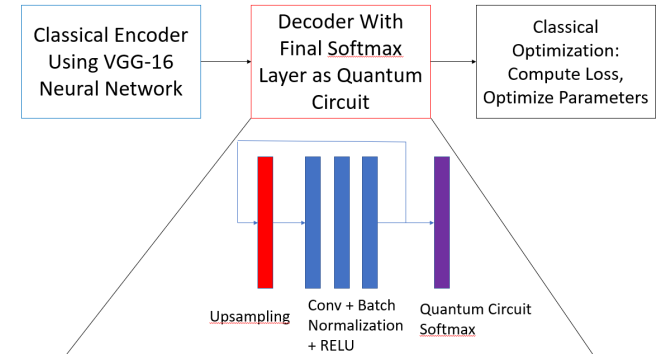 Classical Encoder
Using VGG-16
Neural Network
Decoder With
Final Softmax
Layer as Quantum
Circuit
Classical
Optimization:
Compute Loss,
Optimize Parameters
Upsampling
Conv + Batch
Normalization
+ RELU
Quantum Circuit
Softmax